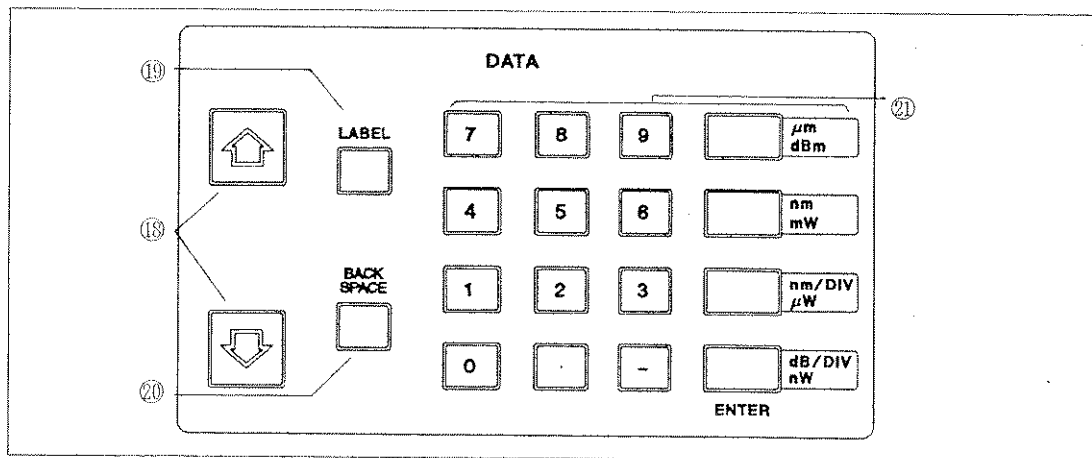 DATA
⑲
㉑
LABEL
7 8 9 μm
dBm
4 5 6 nm
mW
⑱
BACK
SPACE
1 2 3 nm/DIV
μW
0 · − dB/DIV
nW
⑳
ENTER